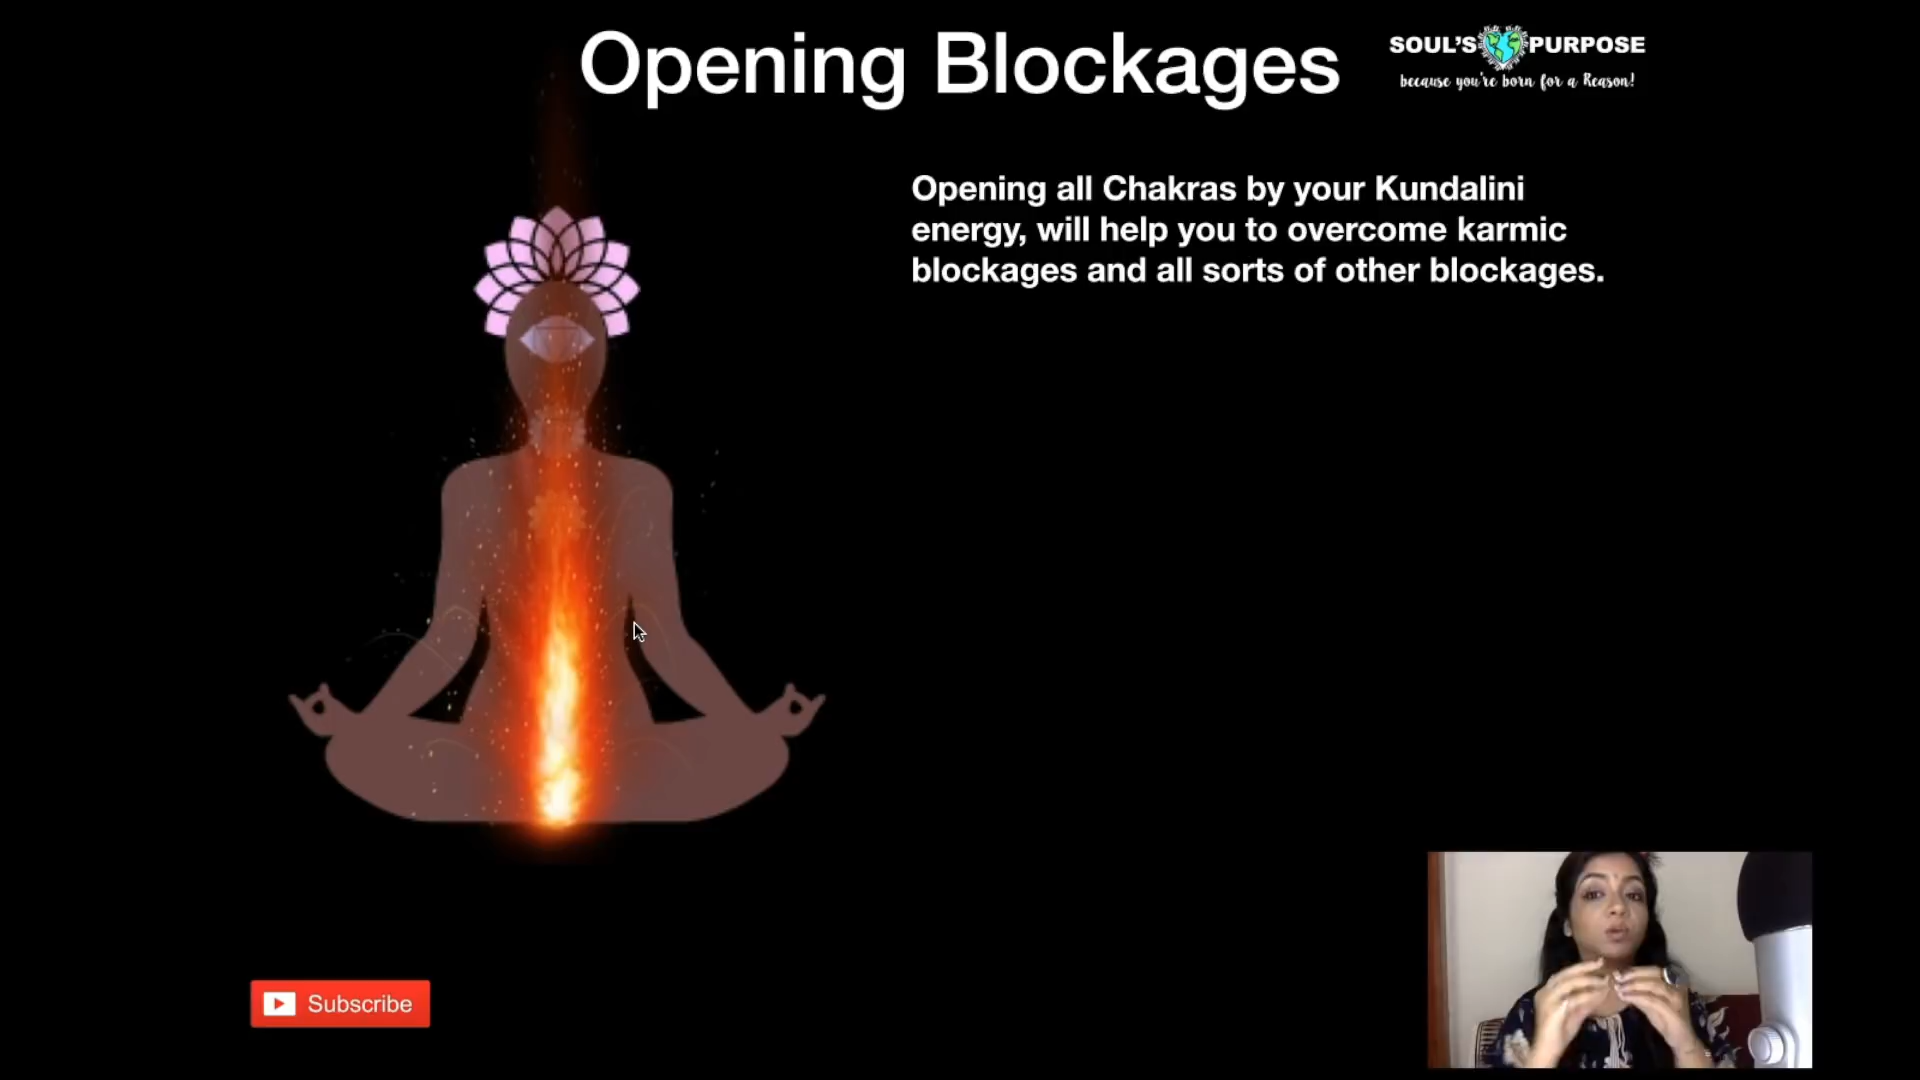 Opening Blockages
SOUL'S PURPOSE
because you're born for a Reason!
Opening all Chakras by your Kundalini
energy, will help you to overcome karmic
blockages and all sorts of other blockages.
Subscribe